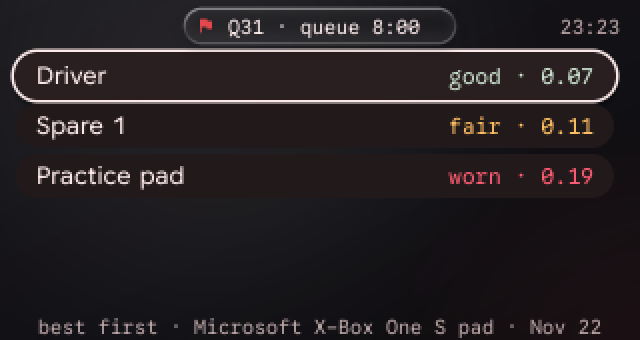 Q31 · queue 8:00
23:23
Driver good · 0.07
Spare 1 fair · 0.11
Practice pad worn · 0.19
best first · Microsoft X-Box One S pad · Nov 22